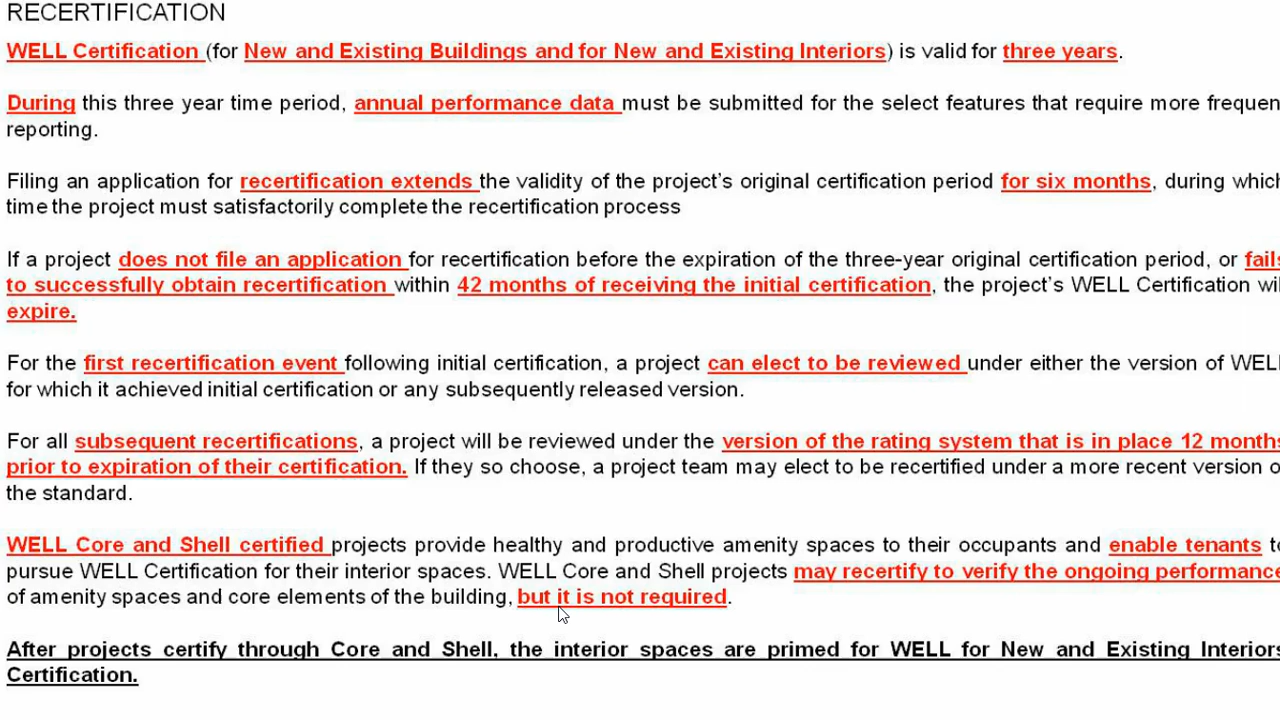 RECERTIFICATION
WELL Certification (for New and Existing Buildings and for New and Existing Interiors) is valid for three years.
During this three year time period, annual performance data must be submitted for the select features that require more frequen
reporting.
Filing an application for recertification extends the validity of the project's original certification period for six months, during which
time the project must satisfactorily complete the recertification process
If a project does not file an application for recertification before the expiration of the three-year original certification period, or fails
to successfully obtain recertification within 42 months of receiving the initial certification, the project's WELL Certification wil
expire.
For the first recertification event following initial certification, a project can elect to be reviewed under either the version of WELL
for which it achieved initial certification or any subsequently released version.
For all subsequent recertifications, a project will be reviewed under the version of the rating system that is in place 12 months
prior to expiration of their certification. If they so choose, a project team may elect to be recertified under a more recent version o
the standard.
WELL Core and Shell certified projects provide healthy and productive amenity spaces to their occupants and enable tenants to
pursue WELL Certification for their interior spaces. WELL Core and Shell projects may recertify to verify the ongoing performance
of amenity spaces and core elements of the building, but it is not required.
After projects certify through Core and Shell, the interior spaces are primed for WELL for New and Existing Interiors
Certification.